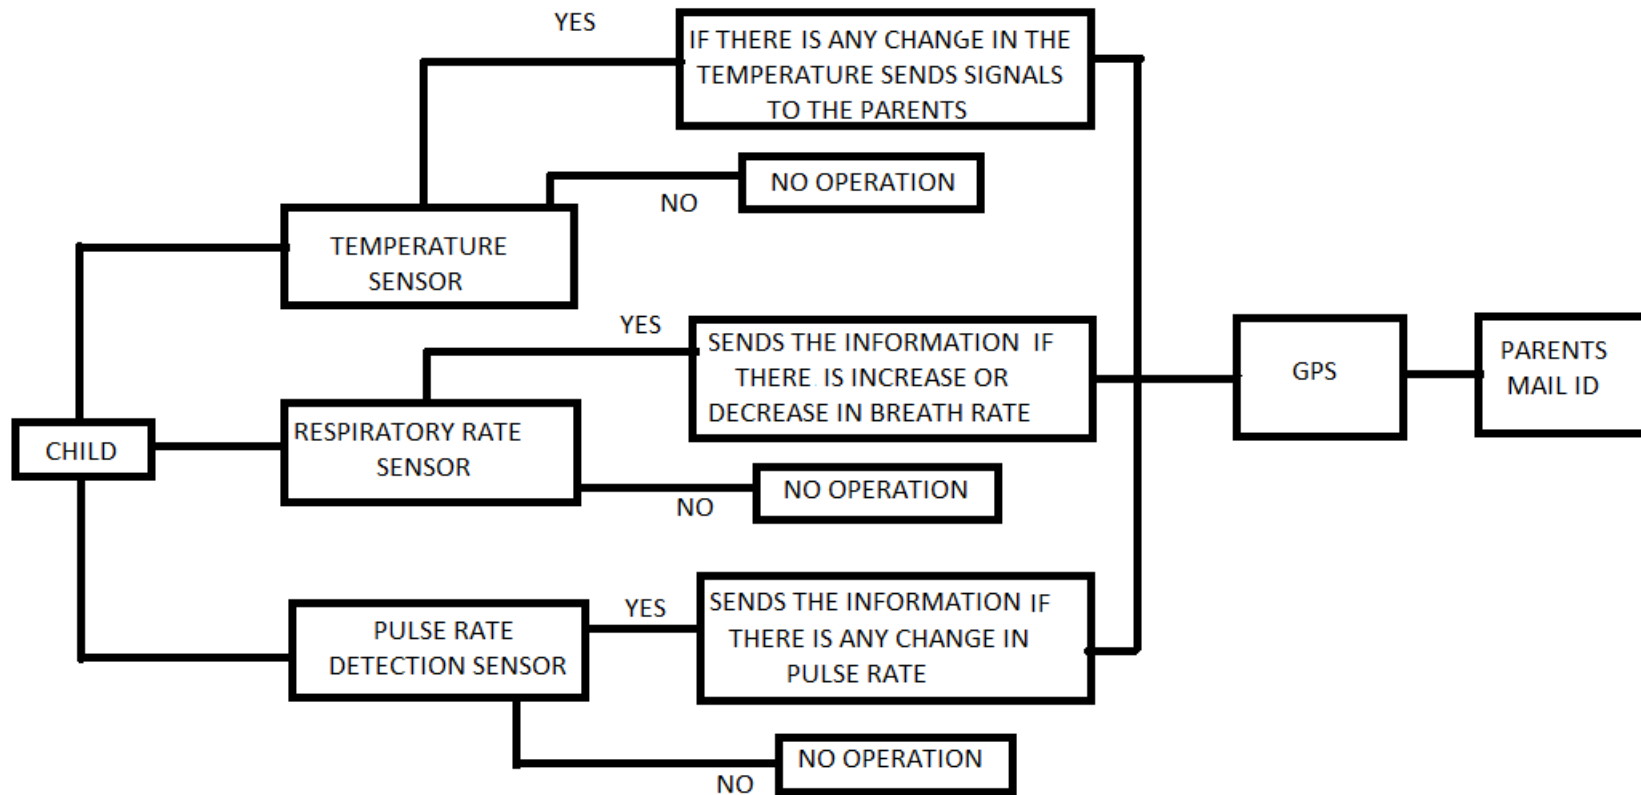 YES
IF THERE IS ANY CHANGE IN THE
TEMPERATURE SENDS SIGNALS
TO THE PARENTS
NO OPERATION
NO
TEMPERATURE
SENSOR
YES
SENDS THE INFORMATION IF
THERE IS INCREASE OR
DECREASE IN BREATH RATE
GPS
PARENTS
MAIL ID
CHILD
RESPIRATORY RATE
SENSOR
NO OPERATION
NO
YES
SENDS THE INFORMATION IF
THERE IS ANY CHANGE IN
PULSE RATE
PULSE RATE
DETECTION SENSOR
NO OPERATION
NO